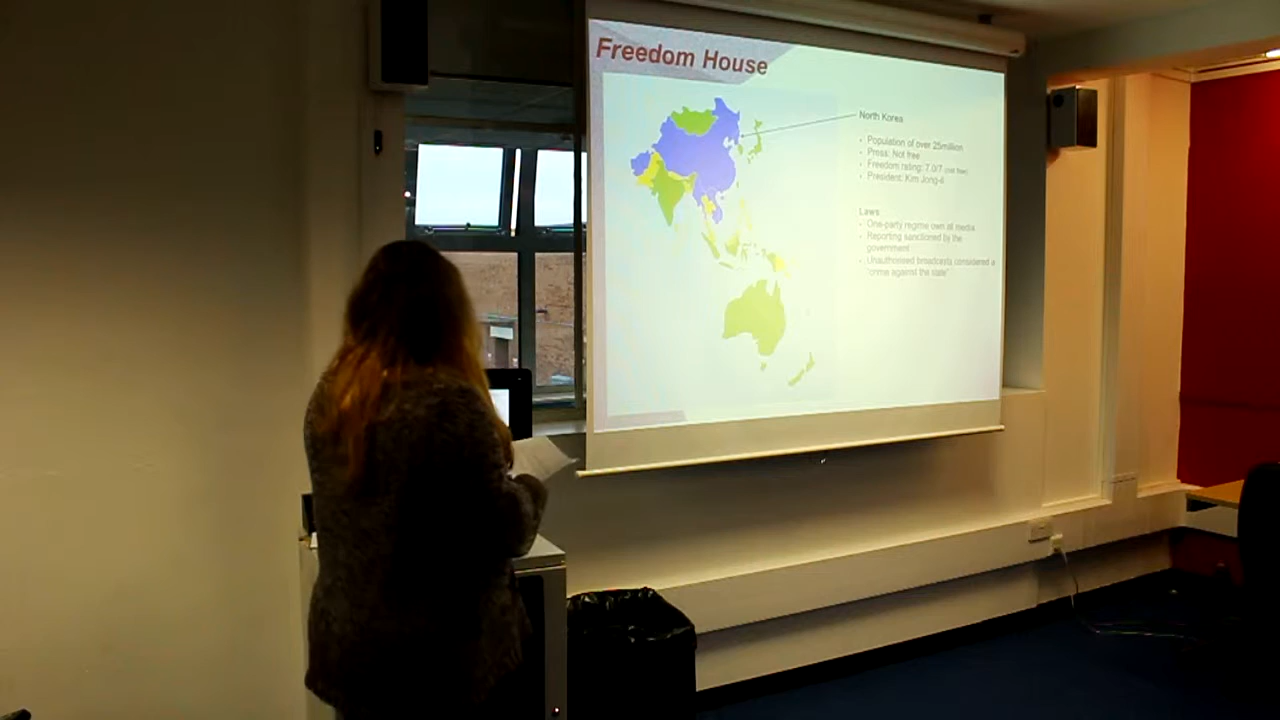 Freedom House
North Korea
• Population of over 25million
• Press: Not free
• Freedom rating: 7.0/7 (not free)
• President: Kim Jong-il
Laws
• One-party regime own all media
• Reporting sanctioned by the
government
• Unauthorised broadcasts considered a
"crime against the state"